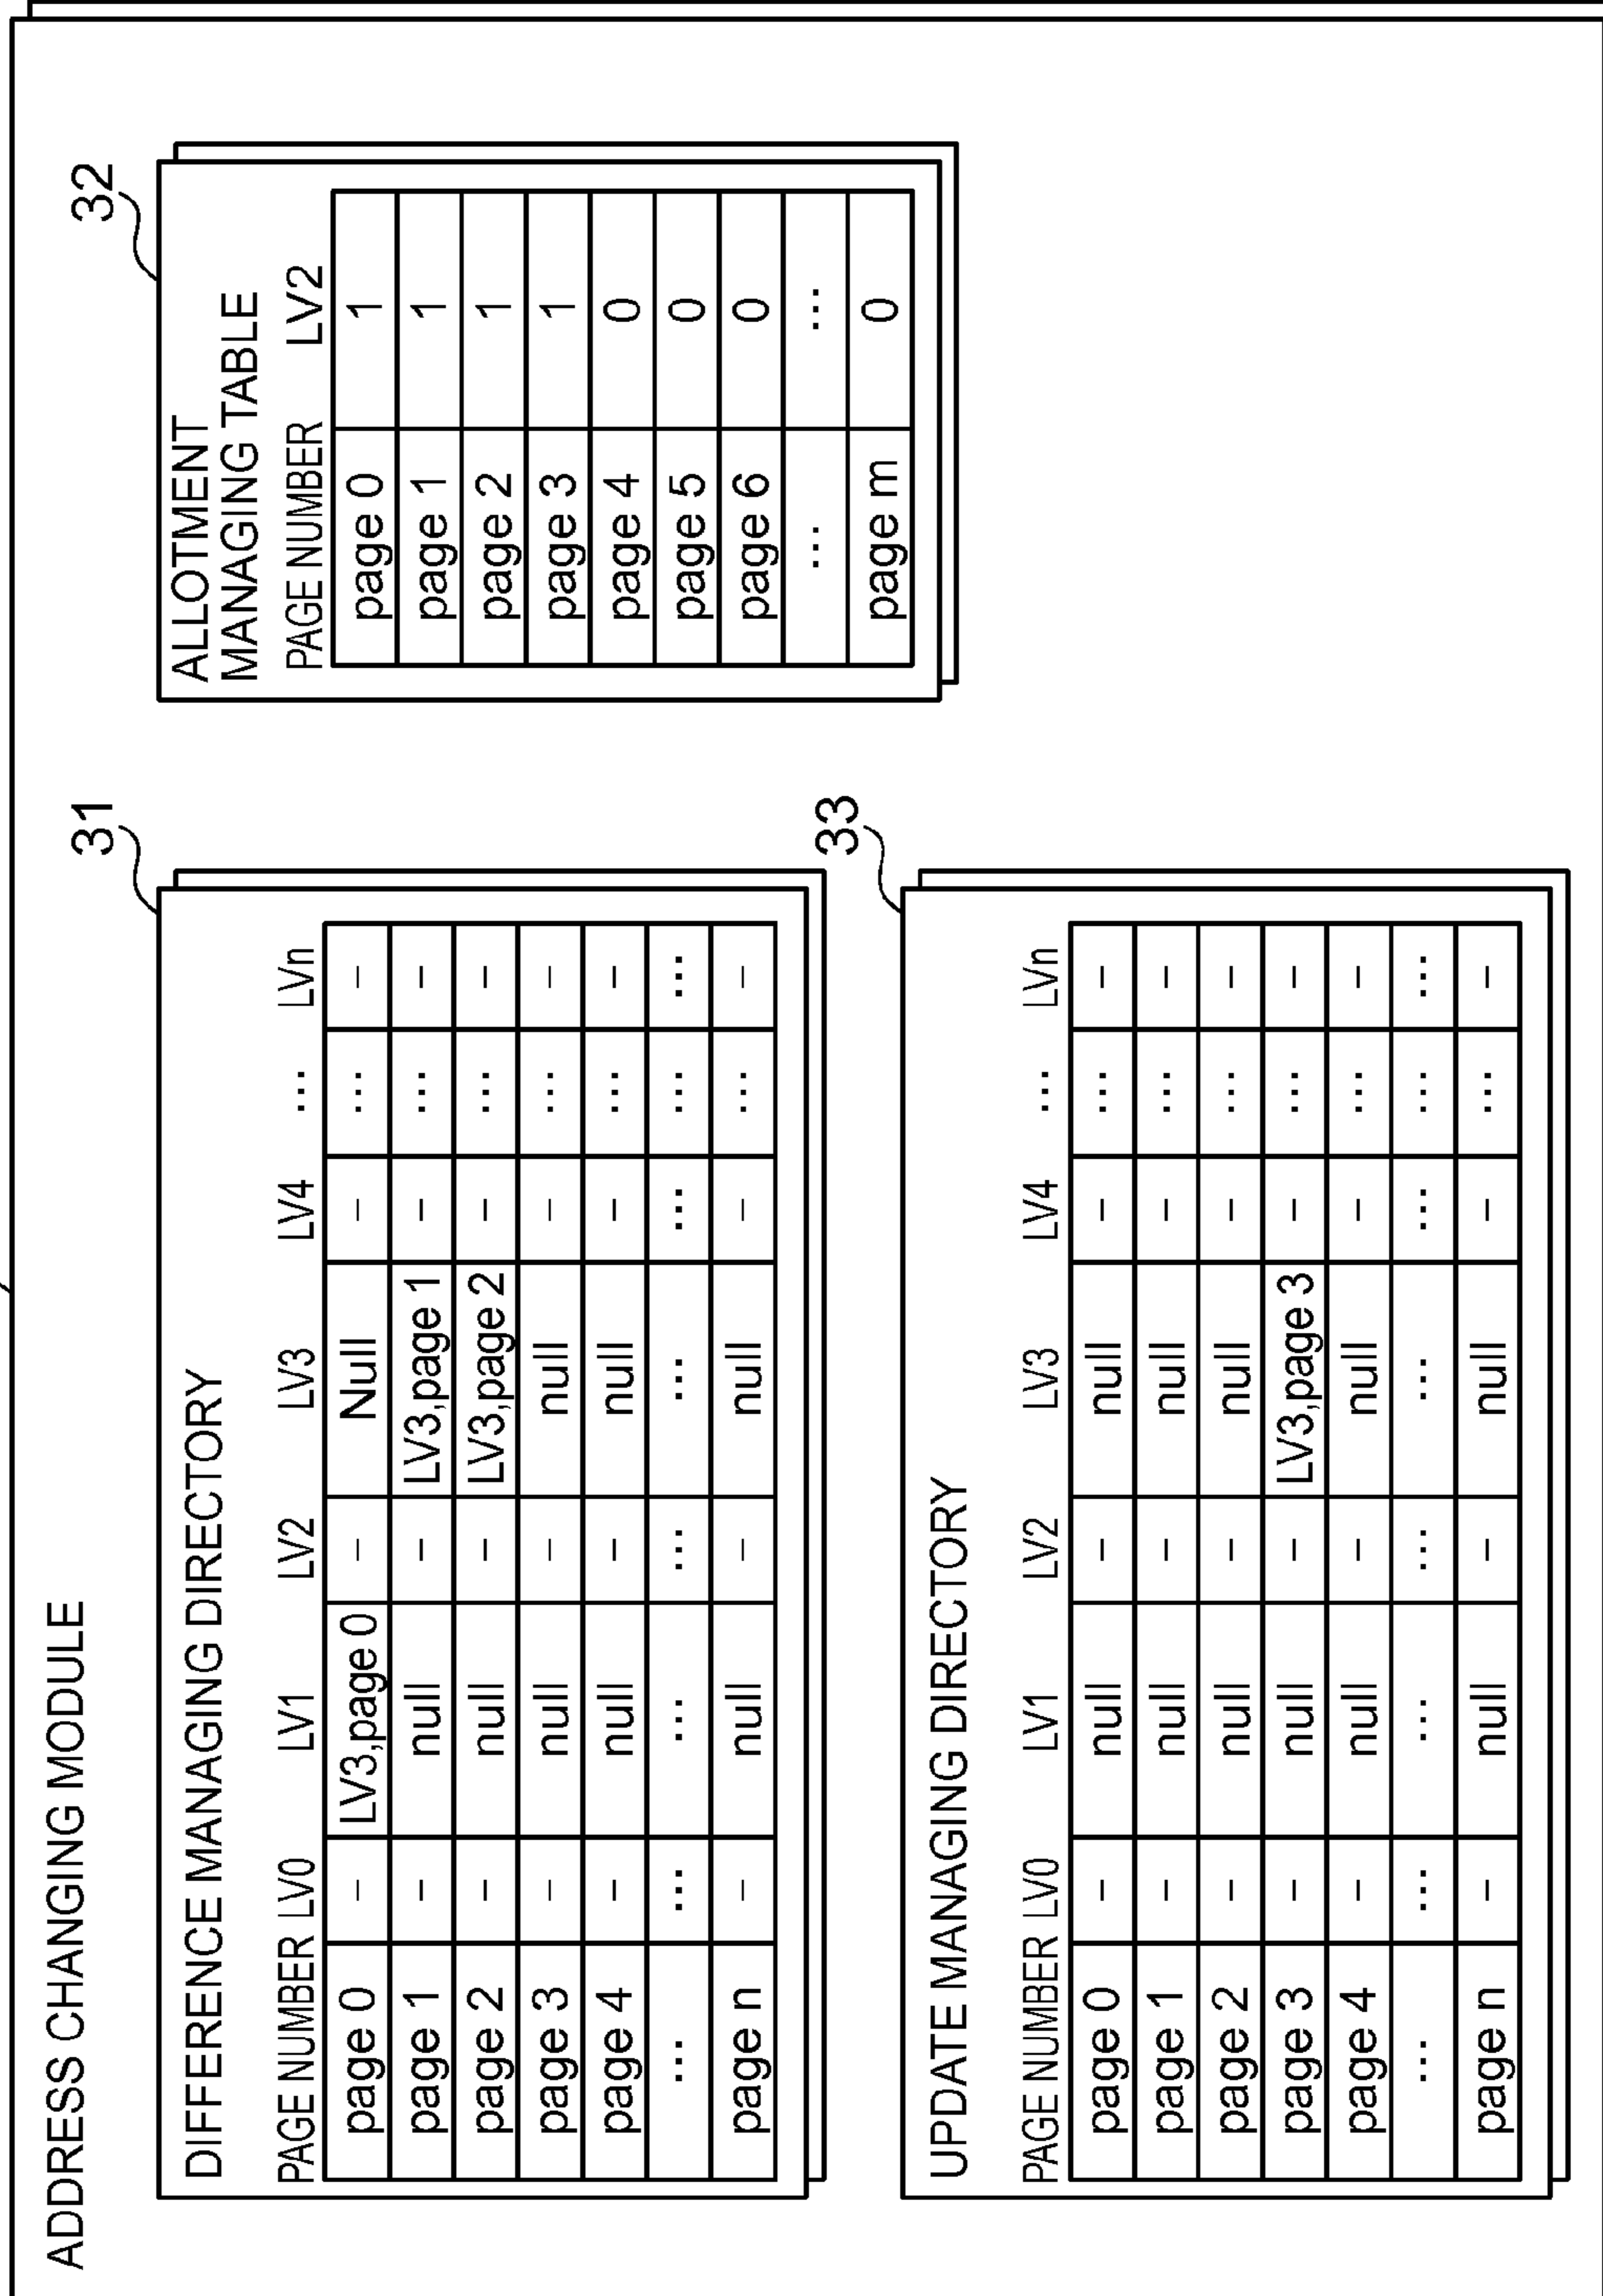 ADDRESS CHANGING MODULE
31
DIFFERENCE MANAGING DIRECTORY
PAGE NUMBER LV0 LV1 LV2 LV3 LV4 ... LVn
page 0 – LV3,page 0 – Null – ... –
page 1 – null – LV3,page 1 – ... –
page 2 – null – LV3,page 2 – ... –
page 3 – null – null – ... –
page 4 – null – null – ... –
... ... ... ... ... ... ... ...
page n – null – null – ... –
32
ALLOTMENT
MANAGING TABLE
PAGE NUMBER LV2
page 0 1
page 1 1
page 2 1
page 3 1
page 4 0
page 5 0
page 6 0
... ...
page m 0
33
UPDATE MANAGING DIRECTORY
PAGE NUMBER LV0 LV1 LV2 LV3 LV4 ... LVn
page 0 – null – null – ... –
page 1 – null – null – ... –
page 2 – null – null – ... –
page 3 – null – LV3,page 3 – ... –
page 4 – null – null – ... –
... ... ... ... ... ... ... ...
page n – null – null – ... –